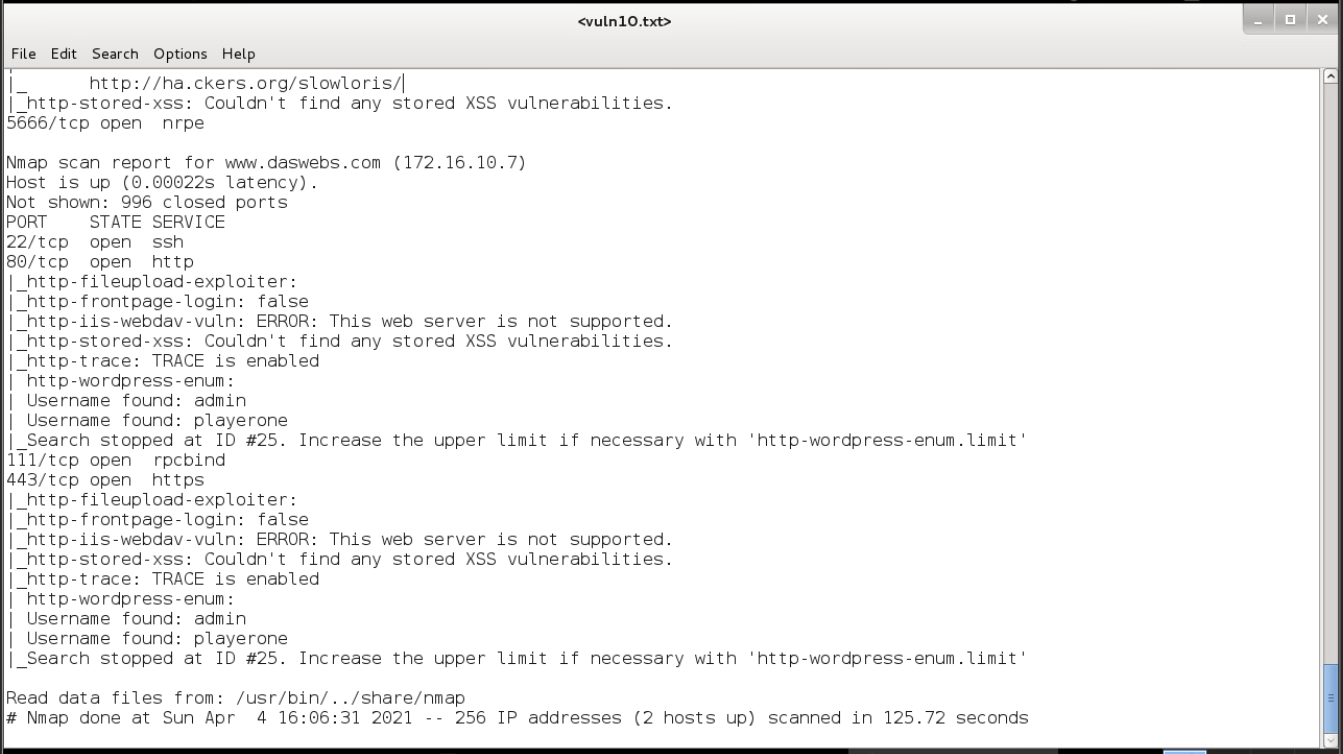 <vuln10.txt>
File Edit Search Options Help
|_      http://ha.ckers.org/slowloris/
|_http-stored-xss: Couldn't find any stored XSS vulnerabilities.
5666/tcp open  nrpe

Nmap scan report for www.daswebs.com (172.16.10.7)
Host is up (0.00022s latency).
Not shown: 996 closed ports
PORT    STATE SERVICE
22/tcp  open  ssh
80/tcp  open  http
|_http-fileupload-exploiter:
|_http-frontpage-login: false
|_http-iis-webdav-vuln: ERROR: This web server is not supported.
|_http-stored-xss: Couldn't find any stored XSS vulnerabilities.
|_http-trace: TRACE is enabled
| http-wordpress-enum:
| Username found: admin
| Username found: playerone
|_Search stopped at ID #25. Increase the upper limit if necessary with 'http-wordpress-enum.limit'
111/tcp open  rpcbind
443/tcp open  https
|_http-fileupload-exploiter:
|_http-frontpage-login: false
|_http-iis-webdav-vuln: ERROR: This web server is not supported.
|_http-stored-xss: Couldn't find any stored XSS vulnerabilities.
|_http-trace: TRACE is enabled
| http-wordpress-enum:
| Username found: admin
| Username found: playerone
|_Search stopped at ID #25. Increase the upper limit if necessary with 'http-wordpress-enum.limit'

Read data files from: /usr/bin/../share/nmap
# Nmap done at Sun Apr  4 16:06:31 2021 -- 256 IP addresses (2 hosts up) scanned in 125.72 seconds